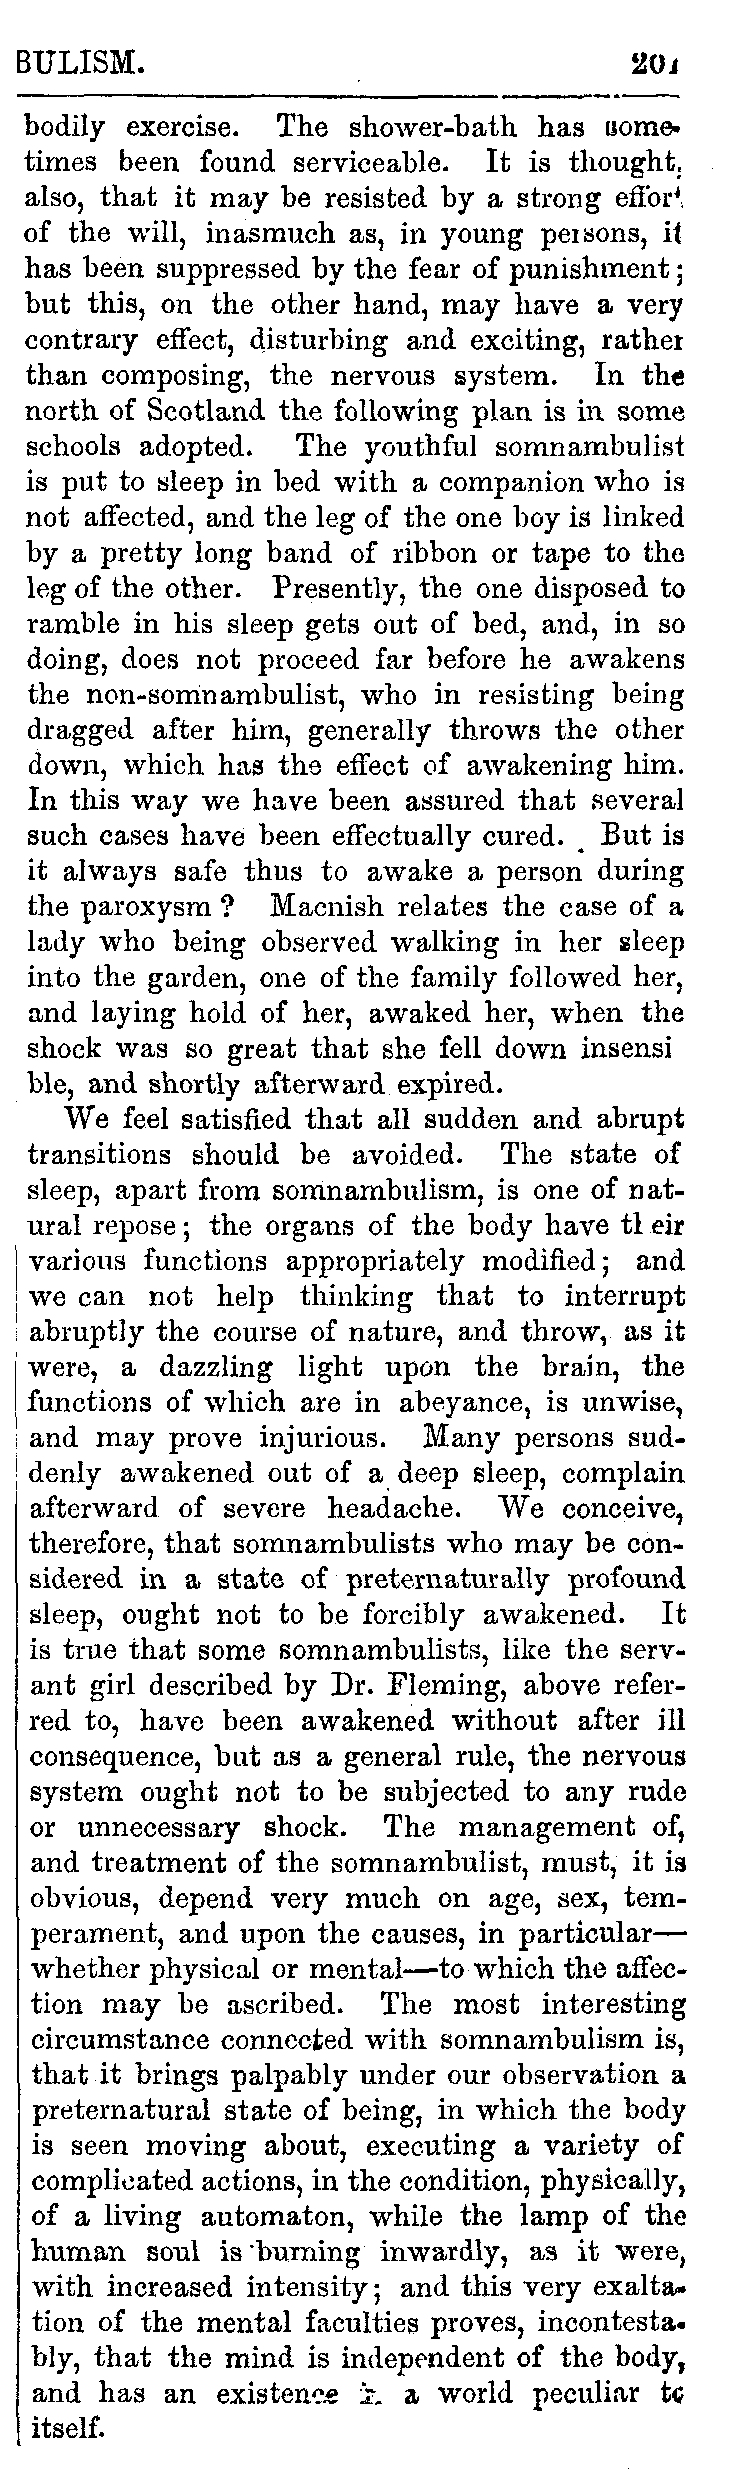 BULISM. 201
bodily exercise. The shower-bath has some-
times been found serviceable. It is thought,
also, that it may be resisted by a strong effort
of the will, inasmuch as, in young persons, it
has been suppressed by the fear of punishment;
but this, on the other hand, may have a very
contrary effect, disturbing and exciting, rather
than composing, the nervous system. In the
north of Scotland the following plan is in some
schools adopted. The youthful somnambulist
is put to sleep in bed with a companion who is
not affected, and the leg of the one boy is linked
by a pretty long band of ribbon or tape to the
leg of the other. Presently, the one disposed to
ramble in his sleep gets out of bed, and, in so
doing, does not proceed far before he awakens
the non-somnambulist, who in resisting being
dragged after him, generally throws the other
down, which has the effect of awakening him.
In this way we have been assured that several
such cases have been effectually cured. But is
it always safe thus to awake a person during
the paroxysm? Macnish relates the case of a
lady who being observed walking in her sleep
into the garden, one of the family followed her,
and laying hold of her, awaked her, when the
shock was so great that she fell down insensi
ble, and shortly afterward expired.
We feel satisfied that all sudden and abrupt
transitions should be avoided. The state of
sleep, apart from somnambulism, is one of nat-
ural repose; the organs of the body have their
various functions appropriately modified; and
we can not help thinking that to interrupt
abruptly the course of nature, and throw, as it
were, a dazzling light upon the brain, the
functions of which are in abeyance, is unwise,
and may prove injurious. Many persons sud-
denly awakened out of a deep sleep, complain
afterward of severe headache. We conceive,
therefore, that somnambulists who may be con-
sidered in a state of preternaturally profound
sleep, ought not to be forcibly awakened. It
is true that some somnambulists, like the serv-
ant girl described by Dr. Fleming, above refer-
red to, have been awakened without after ill
consequence, but as a general rule, the nervous
system ought not to be subjected to any rude
or unnecessary shock. The management of,
and treatment of the somnambulist, must, it is
obvious, depend very much on age, sex, tem-
perament, and upon the causes, in particular—
whether physical or mental—to which the affec-
tion may be ascribed. The most interesting
circumstance connected with somnambulism is,
that it brings palpably under our observation a
preternatural state of being, in which the body
is seen moving about, executing a variety of
complicated actions, in the condition, physically,
of a living automaton, while the lamp of the
human soul is burning inwardly, as it were,
with increased intensity; and this very exalta-
tion of the mental faculties proves, incontesta-
bly, that the mind is independent of the body,
and has an existence in a world peculiar to
itself.